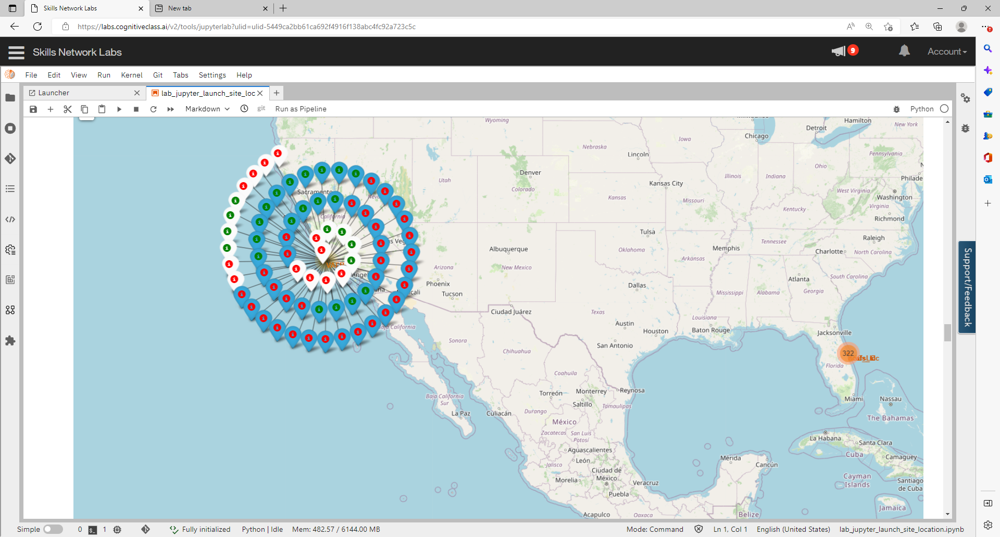 Skills Network Labs
New tab
https://labs.cognitiveclass.ai/v2/tools/jupyterlab?ulid=ulid-5449ca2bb61ca692f4916f138abc4fc92a723c5c
Skills Network Labs
9
Account
File Edit View Run Kernel Git Tabs Settings Help
Launcher
lab_jupyter_launch_site_loc
Markdown
git
Run as Pipeline
Python
Wyoming
Hamilton
Detroit
New York
Chicago
Iowa
Nebraska
Lincoln
Pennsylvania
Ohio
Denver
Utah
Illinois
Indiana
Philade
Kansas City
Sacramento
Colorado
Kansas
Missouri
West Virginia
Washington
Virginia
Kentucky
Richmond
California
Tulsa
Raleigh
Tennessee
Albuquerque
Oklahoma
Memphis
Charlotte
North Carolina
Arkansas
Arizona
New Mexico
South Carolina
Atlanta
Phoenix
Dallas
Tucson
Mississippi
Alabama
Georgia
Ciudad Juárez
Texas
Louisiana
Austin
Houston
Baton Rouge
Jacksonville
Baja California
Sonora
San Antonio
Chihuahua
322
Florida
Coahuila
Torreón
Monterrey
Reynosa
Baja California
Sur
Saltillo
Tamaulipas
Miami
Nassau
La Paz
Culiacán
Durango
The Bahamas
México
Zacatecas
San Luis
Potosí
La Habana
Santa Clara
Aguascalientes
Cuba
Camaguey
León
Jalisco
Mérida
Cancún
Ciudad de
México
Morelia
Veracruz
Cayman
Islands
Santiago
de Cuba
Puebla
Jamaica
Acapulco
Oaxaca
Belize
Support/Feedback
Simple
0
1
Fully initialized
Python | Idle
Mem: 482.57 / 6144.00 MB
Mode: Command
Ln 1, Col 1
English (United States)
lab_jupyter_launch_site_location.ipynb